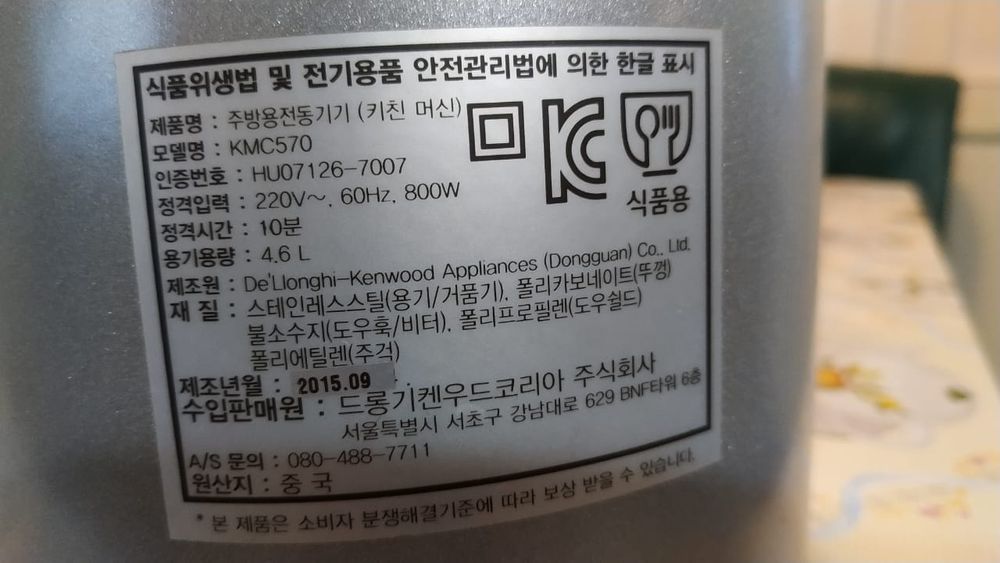 식품위생법 및 전기용품 안전관리법에 의한 한글 표시
제품명 : 주방용전동기기 (키친 머신)
모델명 : KMC570
인증번호 : HU07126-7007
정격입력 : 220V~, 60Hz, 800W
정격시간 : 10분
용기용량 : 4.6 L
식품용
제조원 : De'Llonghi-Kenwood Appliances (Dongguan) Co., Ltd.
재 질 : 스테인레스스틸(용기/거품기), 폴리카보네이트(뚜껑)
불소수지(도우훅/비터), 폴리프로필렌(도우쉴드)
폴리에틸렌(주걱)
제조년월 : 2015.09
수입판매원 : 드롱기켄우드코리아 주식회사
서울특별시 서초구 강남대로 629 BNF타워 6층
A/S 문의 : 080-488-7711
원산지 : 중 국
* 본 제품은 소비자 분쟁해결기준에 따라 보상 받을 수 있습니다.